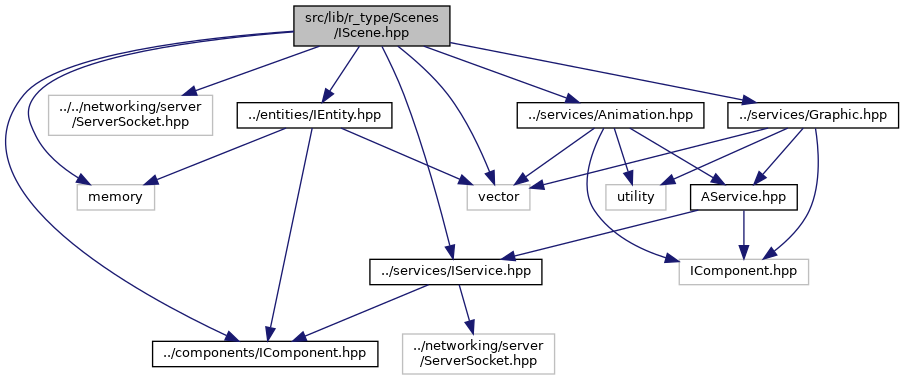 src/lib/r_type/Scenes
/IScene.hpp
../../networking/server
/ServerSocket.hpp
../entities/IEntity.hpp
../services/Animation.hpp
../services/Graphic.hpp
memory
vector
utility
AService.hpp
../services/IService.hpp
IComponent.hpp
../components/IComponent.hpp
../networking/server
/ServerSocket.hpp